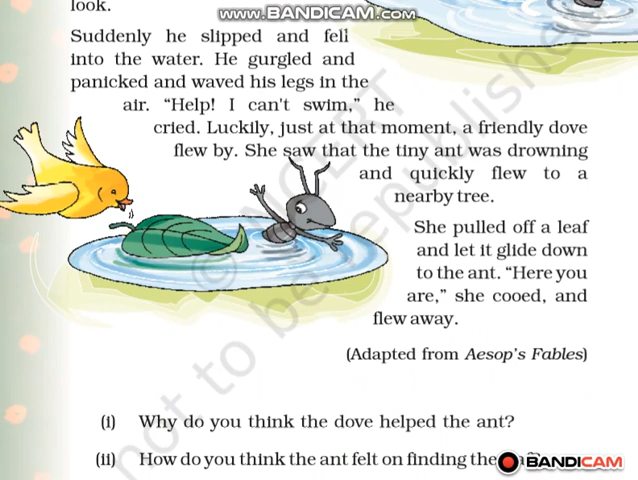 look.
www.BANDICAM.com
Suddenly he slipped and fell
into the water. He gurgled and
panicked and waved his legs in the
air. “Help! I can't swim,” he
cried. Luckily, just at that moment, a friendly dove
flew by. She saw that the tiny ant was drowning
and quickly flew to a
nearby tree.
She pulled off a leaf
and let it glide down
to the ant. “Here you
are,” she cooed, and
flew away.
(Adapted from Aesop's Fables)
© NCERT
not to be republished
(i) Why do you think the dove helped the ant?
(ii) How do you think the ant felt on finding the
BANDICAM